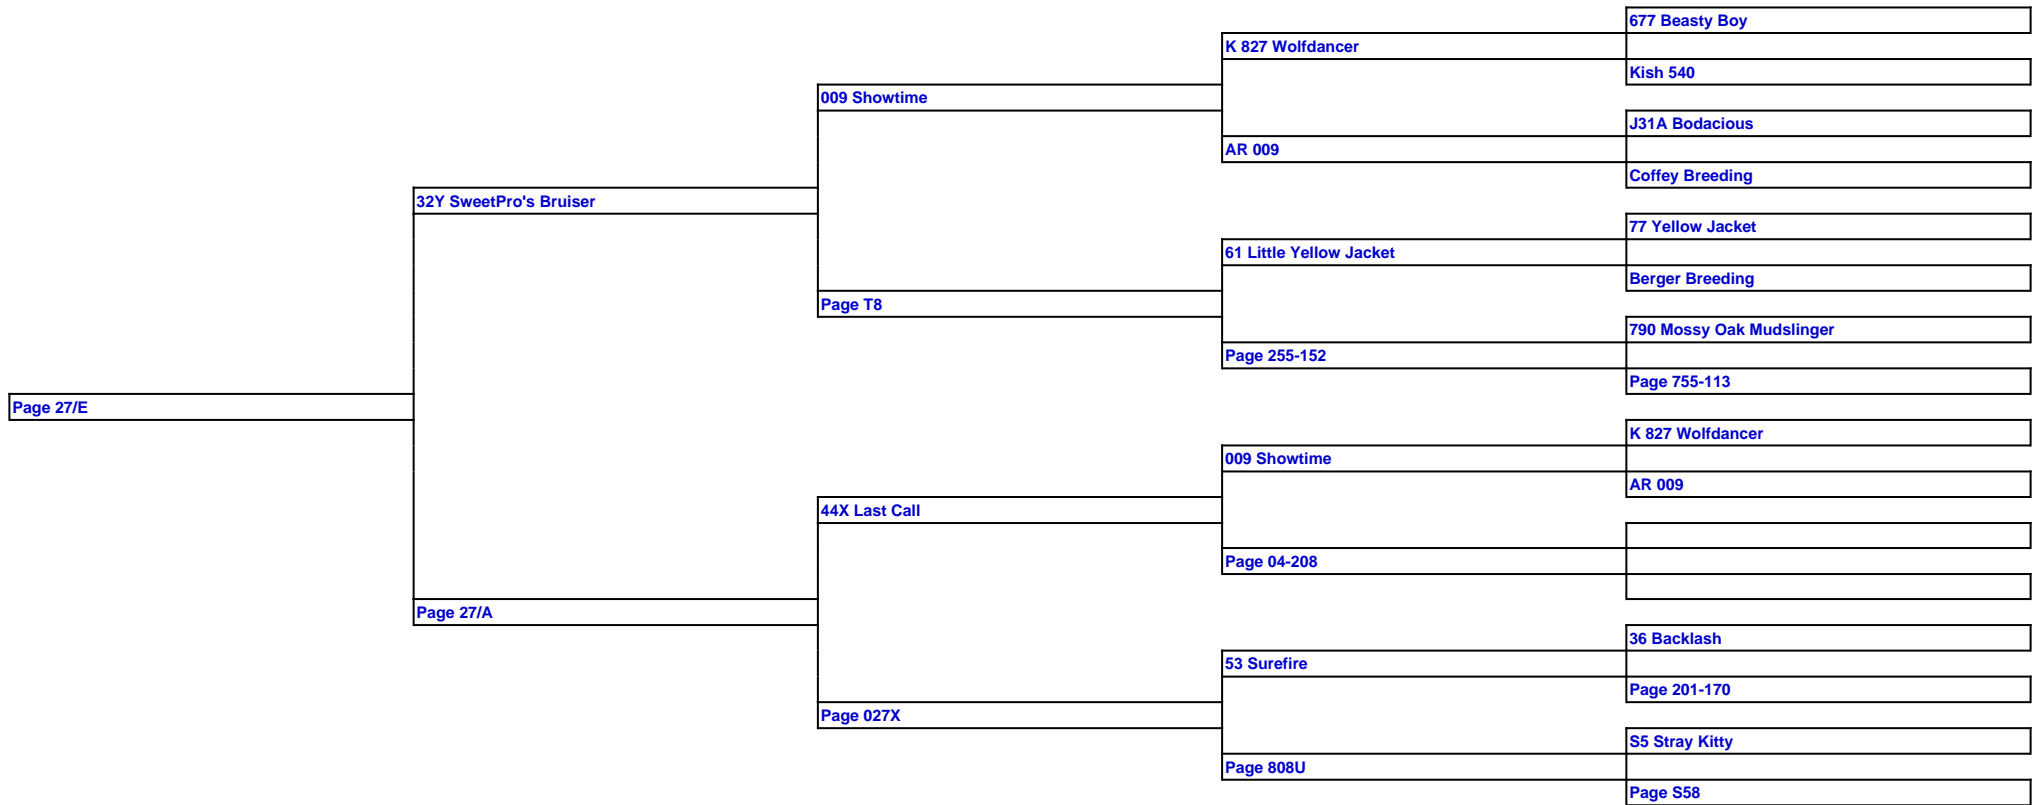 677 Beasty Boy
K 827 Wolfdancer
Kish 540
009 Showtime
J31A Bodacious
AR 009
Coffey Breeding
32Y SweetPro's Bruiser
77 Yellow Jacket
61 Little Yellow Jacket
Berger Breeding
Page T8
790 Mossy Oak Mudslinger
Page 255-152
Page 755-113
Page 27/E
K 827 Wolfdancer
009 Showtime
AR 009
44X Last Call
Page 04-208
Page 27/A
36 Backlash
53 Surefire
Page 201-170
Page 027X
S5 Stray Kitty
Page 808U
Page S58